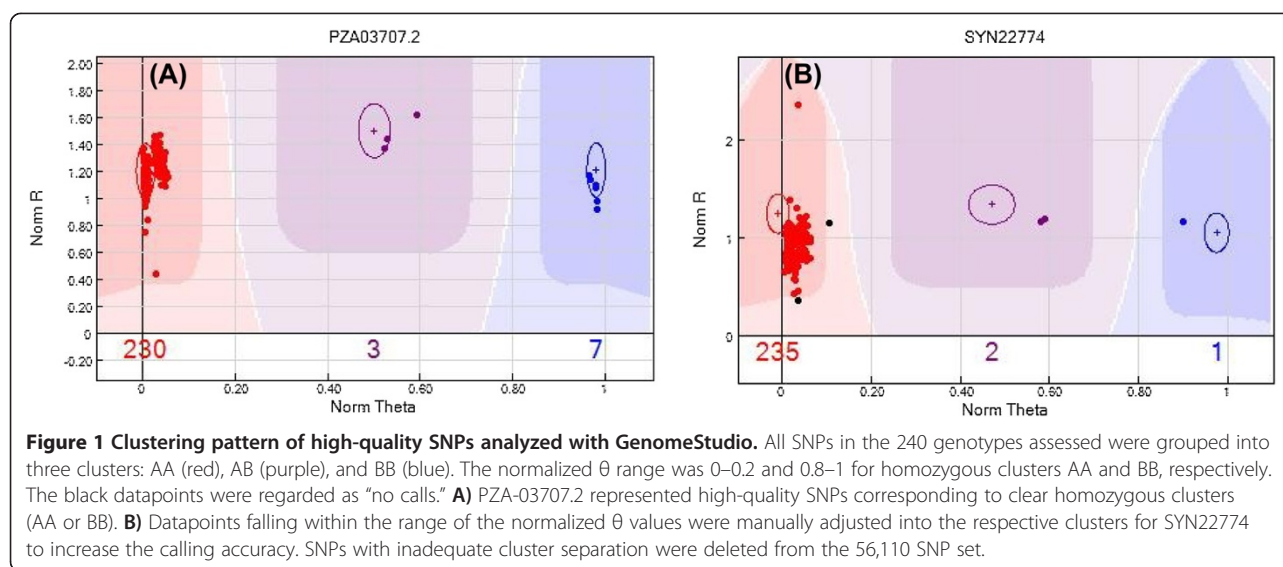 PZA03707.2
SYN22774
(A)
2.00
1.80
1.60
1.40
1.20
1
0.80
0.60
0.40
0.20
0
-0.20
Norm R
230
3
7
0
0.20
0.40
0.60
0.80
1
Norm Theta
(B)
2
1
0
Norm R
235
2
1
0
0.20
0.40
0.60
0.80
1
Norm Theta
Figure 1 Clustering pattern of high-quality SNPs analyzed with GenomeStudio. All SNPs in the 240 genotypes assessed were grouped into
three clusters: AA (red), AB (purple), and BB (blue). The normalized θ range was 0–0.2 and 0.8–1 for homozygous clusters AA and BB, respectively.
The black datapoints were regarded as “no calls.” A) PZA-03707.2 represented high-quality SNPs corresponding to clear homozygous clusters
(AA or BB). B) Datapoints falling within the range of the normalized θ values were manually adjusted into the respective clusters for SYN22774
to increase the calling accuracy. SNPs with inadequate cluster separation were deleted from the 56,110 SNP set.